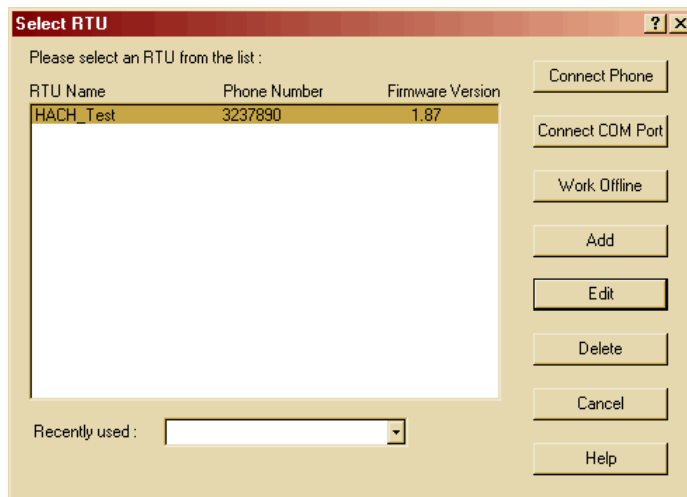 Select RTU
Please select an RTU from the list :
RTU Name Phone Number Firmware Version
HACH_Test 3237890 1.87
Recently used :
Connect Phone
Connect COM Port
Work Offline
Add
Edit
Delete
Cancel
Help